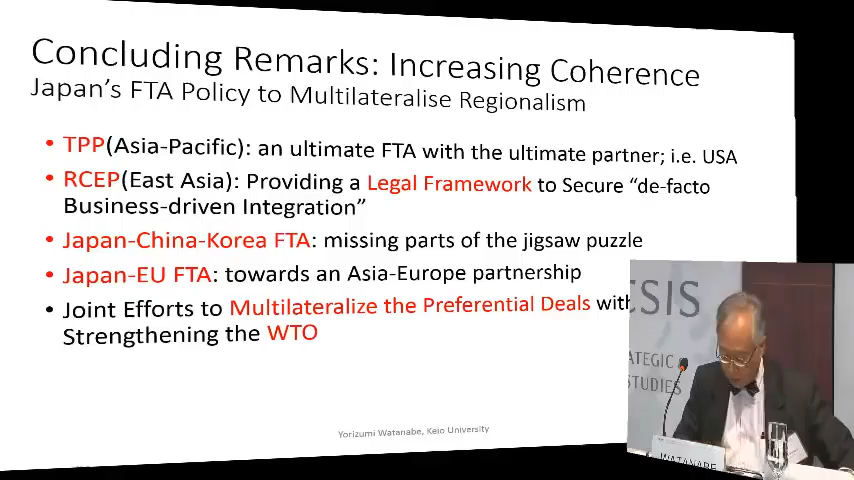 Concluding Remarks: Increasing Coherence
Japan's FTA Policy to Multilateralise Regionalism
• TPP(Asia-Pacific): an ultimate FTA with the ultimate partner; i.e. USA
• RCEP(East Asia): Providing a Legal Framework to Secure “de-facto
Business-driven Integration”
• Japan-China-Korea FTA: missing parts of the jigsaw puzzle
• Japan-EU FTA: towards an Asia-Europe partnership
• Joint Efforts to Multilateralize the Preferential Deals with
Strengthening the WTO
Yorizumi Watanabe, Keio University
CSIS
ATEGIC
STUDIES
WATANABE